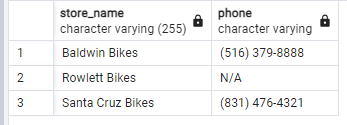 store_name phone
character varying (255) character varying
1 Baldwin Bikes (516) 379-8888
2 Rowlett Bikes N/A
3 Santa Cruz Bikes (831) 476-4321